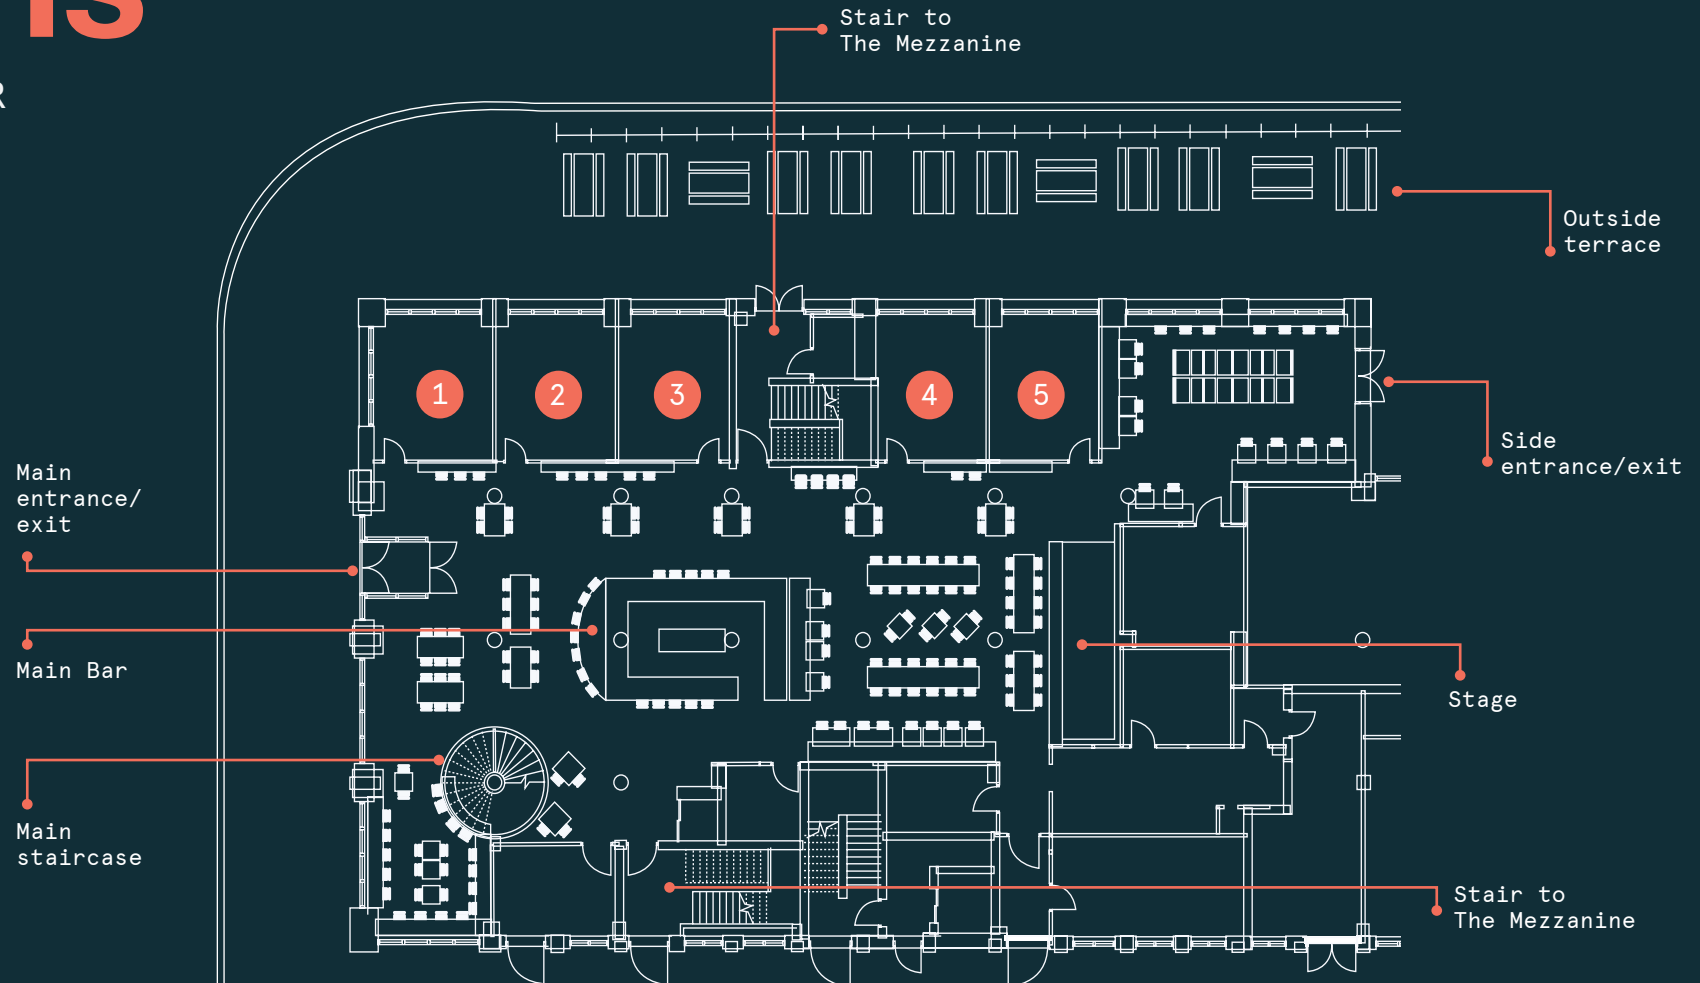 is
R
Stair to
The Mezzanine
Outside
terrace
1
2
3
4
5
Side
entrance/exit
Main
entrance/
exit
Main Bar
Stage
Main
staircase
Stair to
The Mezzanine